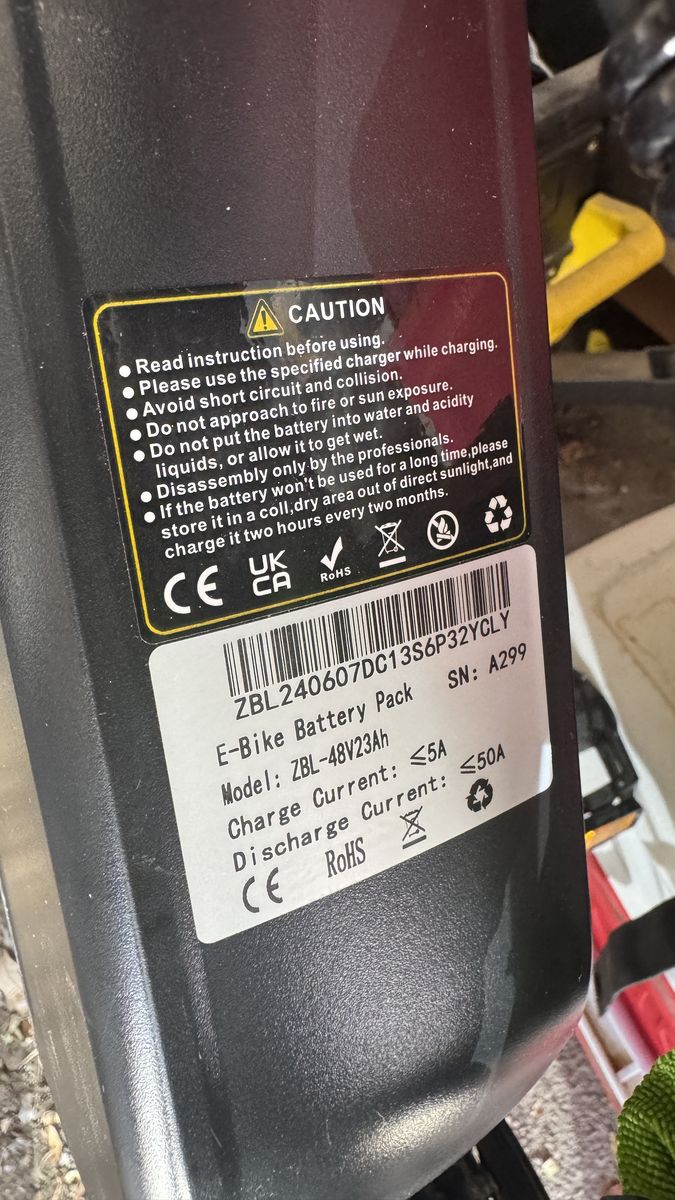 CAUTION
● Read instruction before using.
● Please use the specified charger while charging.
● Avoid short circuit and collision.
● Do not approach to fire or sun exposure.
● Do not put the battery into water and acidity
liquids, or allow it to get wet.
● Disassembly only by the professionals.
● If the battery won't be used for a long time,please
store it in a coll,dry area out of direct sunlight,and
charge it two hours every two months.
CE UK CA RoHS
ZBL240607DC13S6P32YCLY
E-Bike Battery Pack SN: A299
Model: ZBL-48V23Ah
Charge Current: ≤5A
Discharge Current: ≤50A
CE RoHS